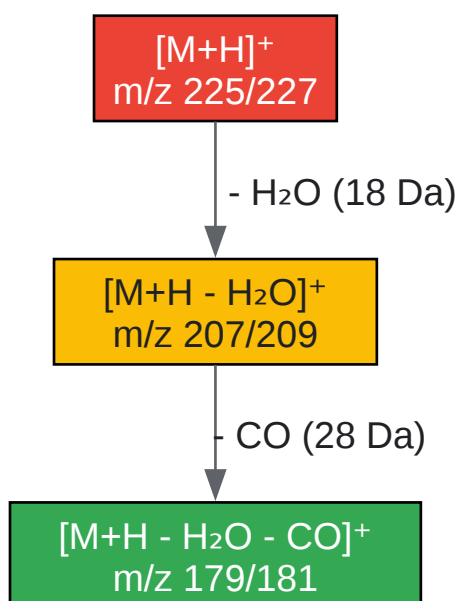 [M+H]⁺
m/z 225/227
- H₂O (18 Da)
[M+H - H₂O]⁺
m/z 207/209
- CO (28 Da)
[M+H - H₂O - CO]⁺
m/z 179/181